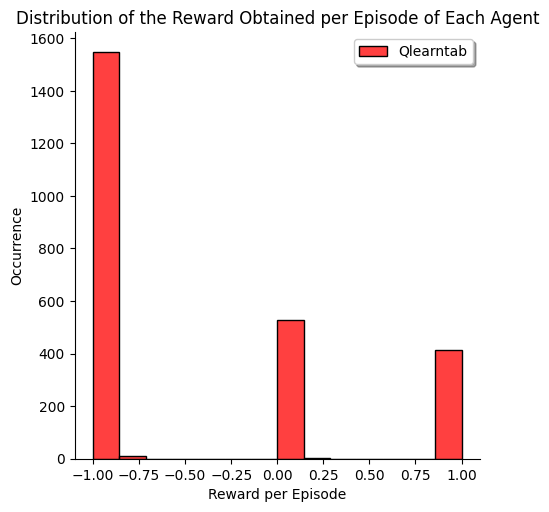 Distribution of the Reward Obtained per Episode of Each Agent
Qlearntab
Occurrence
1600
1400
1200
1000
800
600
400
200
0
−1.00 −0.75 −0.50 −0.25 0.00 0.25 0.50 0.75 1.00
Reward per Episode